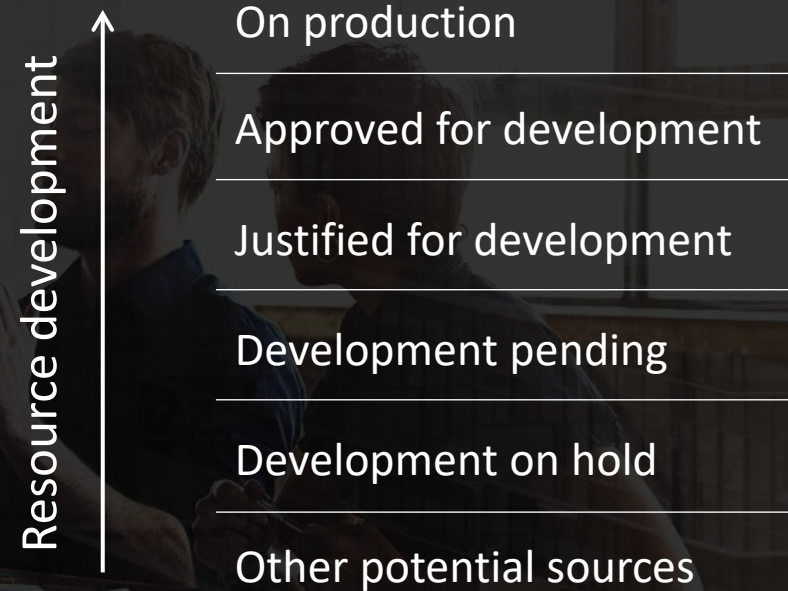 Resource development
On production
Approved for development
Justified for development
Development pending
Development on hold
Other potential sources